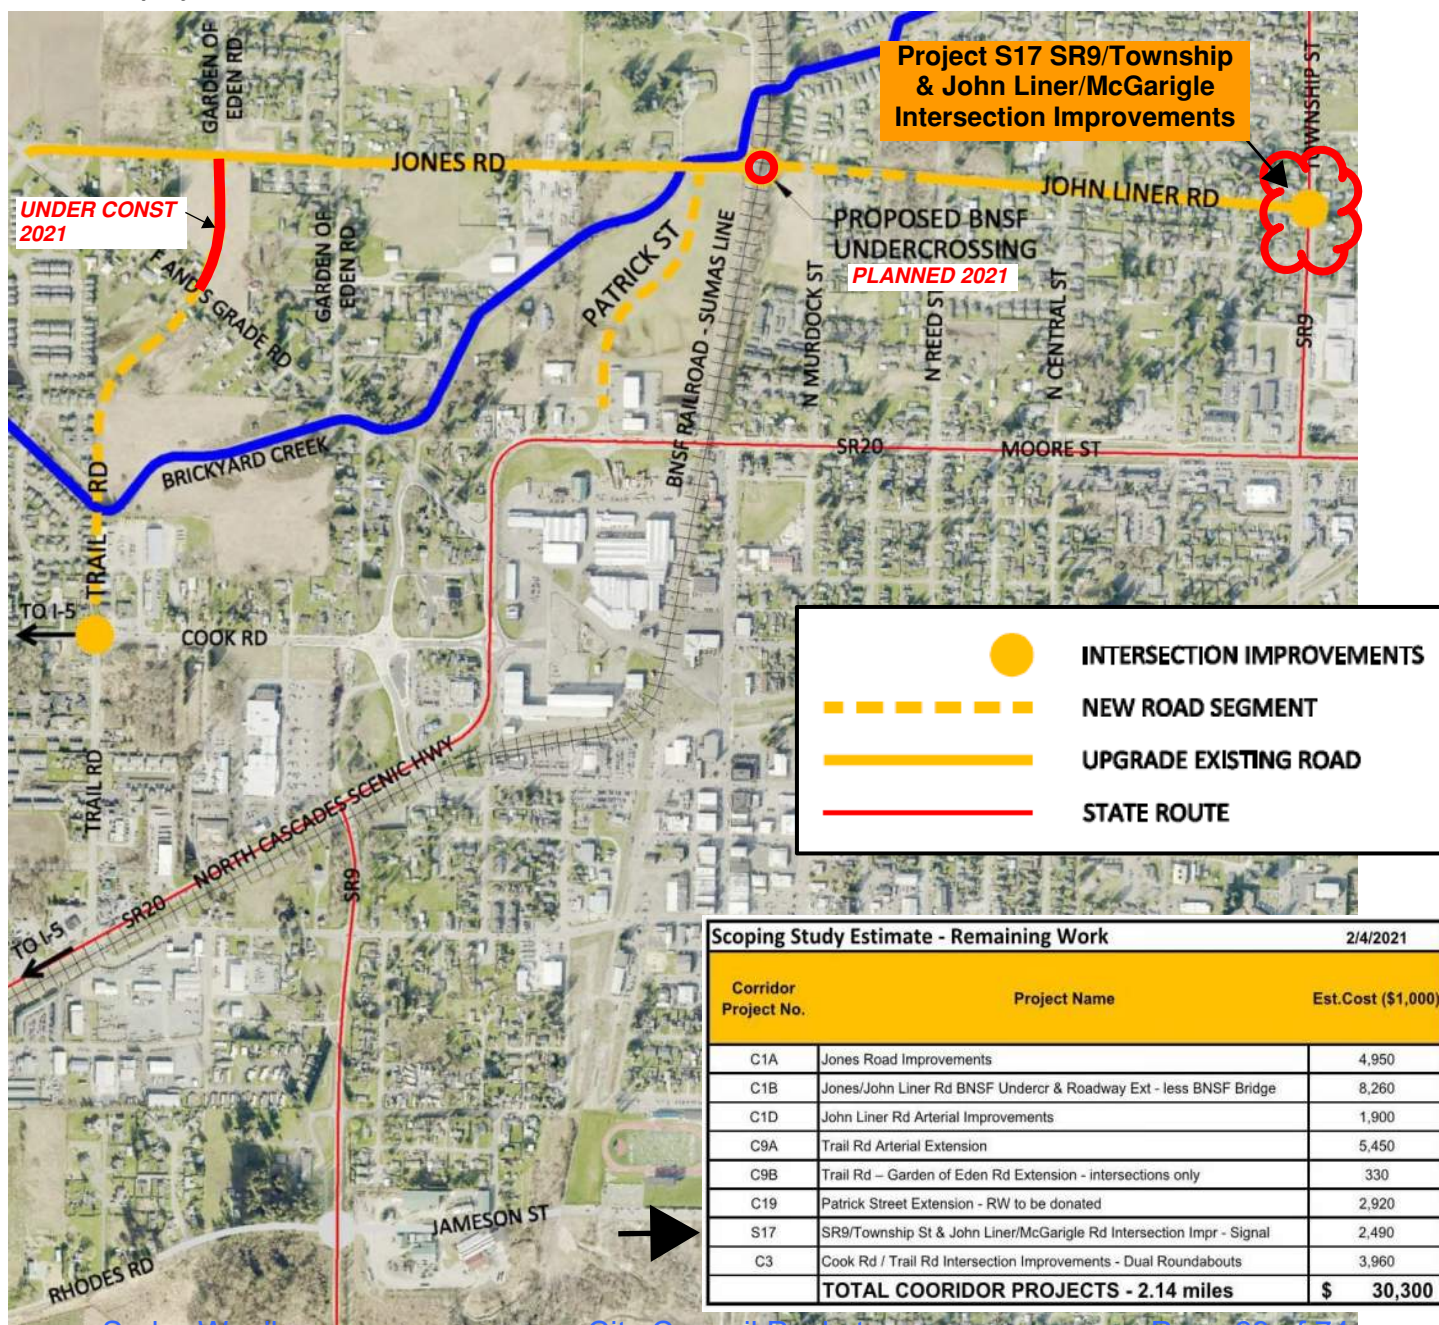 Project S17 SR9/Township
& John Liner/McGarigle
Intersection Improvements
GARDEN OF
EDEN RD
TOWNSHIP ST
JONES RD
JOHN LINER RD
UNDER CONST
2021
PROPOSED BNSF
UNDERCROSSING
PLANNED 2021
F AND S GRADE RD
GARDEN OF
EDEN RD
PATRICK ST
BNSF RAILROAD - SUMAS LINE
N MURDOCK ST
N REED ST
N CENTRAL ST
SR9
SR20
MOORE ST
BRICKYARD CREEK
TRAIL RD
TO I-5
COOK RD
INTERSECTION IMPROVEMENTS
NEW ROAD SEGMENT
UPGRADE EXISTING ROAD
STATE ROUTE
TRAIL RD
NORTH CASCADES SCENIC HWY
SR20
SR9
TO I-5
JAMESON ST
RHODES RD
Scoping Study Estimate - Remaining Work 2/4/2021
Corridor
Project No. Project Name Est.Cost ($1,000)
C1A Jones Road Improvements 4,950
C1B Jones/John Liner Rd BNSF Undercr & Roadway Ext - less BNSF Bridge 8,260
C1D John Liner Rd Arterial Improvements 1,900
C9A Trail Rd Arterial Extension 5,450
C9B Trail Rd – Garden of Eden Rd Extension - intersections only 330
C19 Patrick Street Extension - RW to be donated 2,920
S17 SR9/Township St & John Liner/McGarigle Rd Intersection Impr - Signal 2,490
C3 Cook Rd / Trail Rd Intersection Improvements - Dual Roundabouts 3,960
TOTAL COORIDOR PROJECTS - 2.14 miles $ 30,300